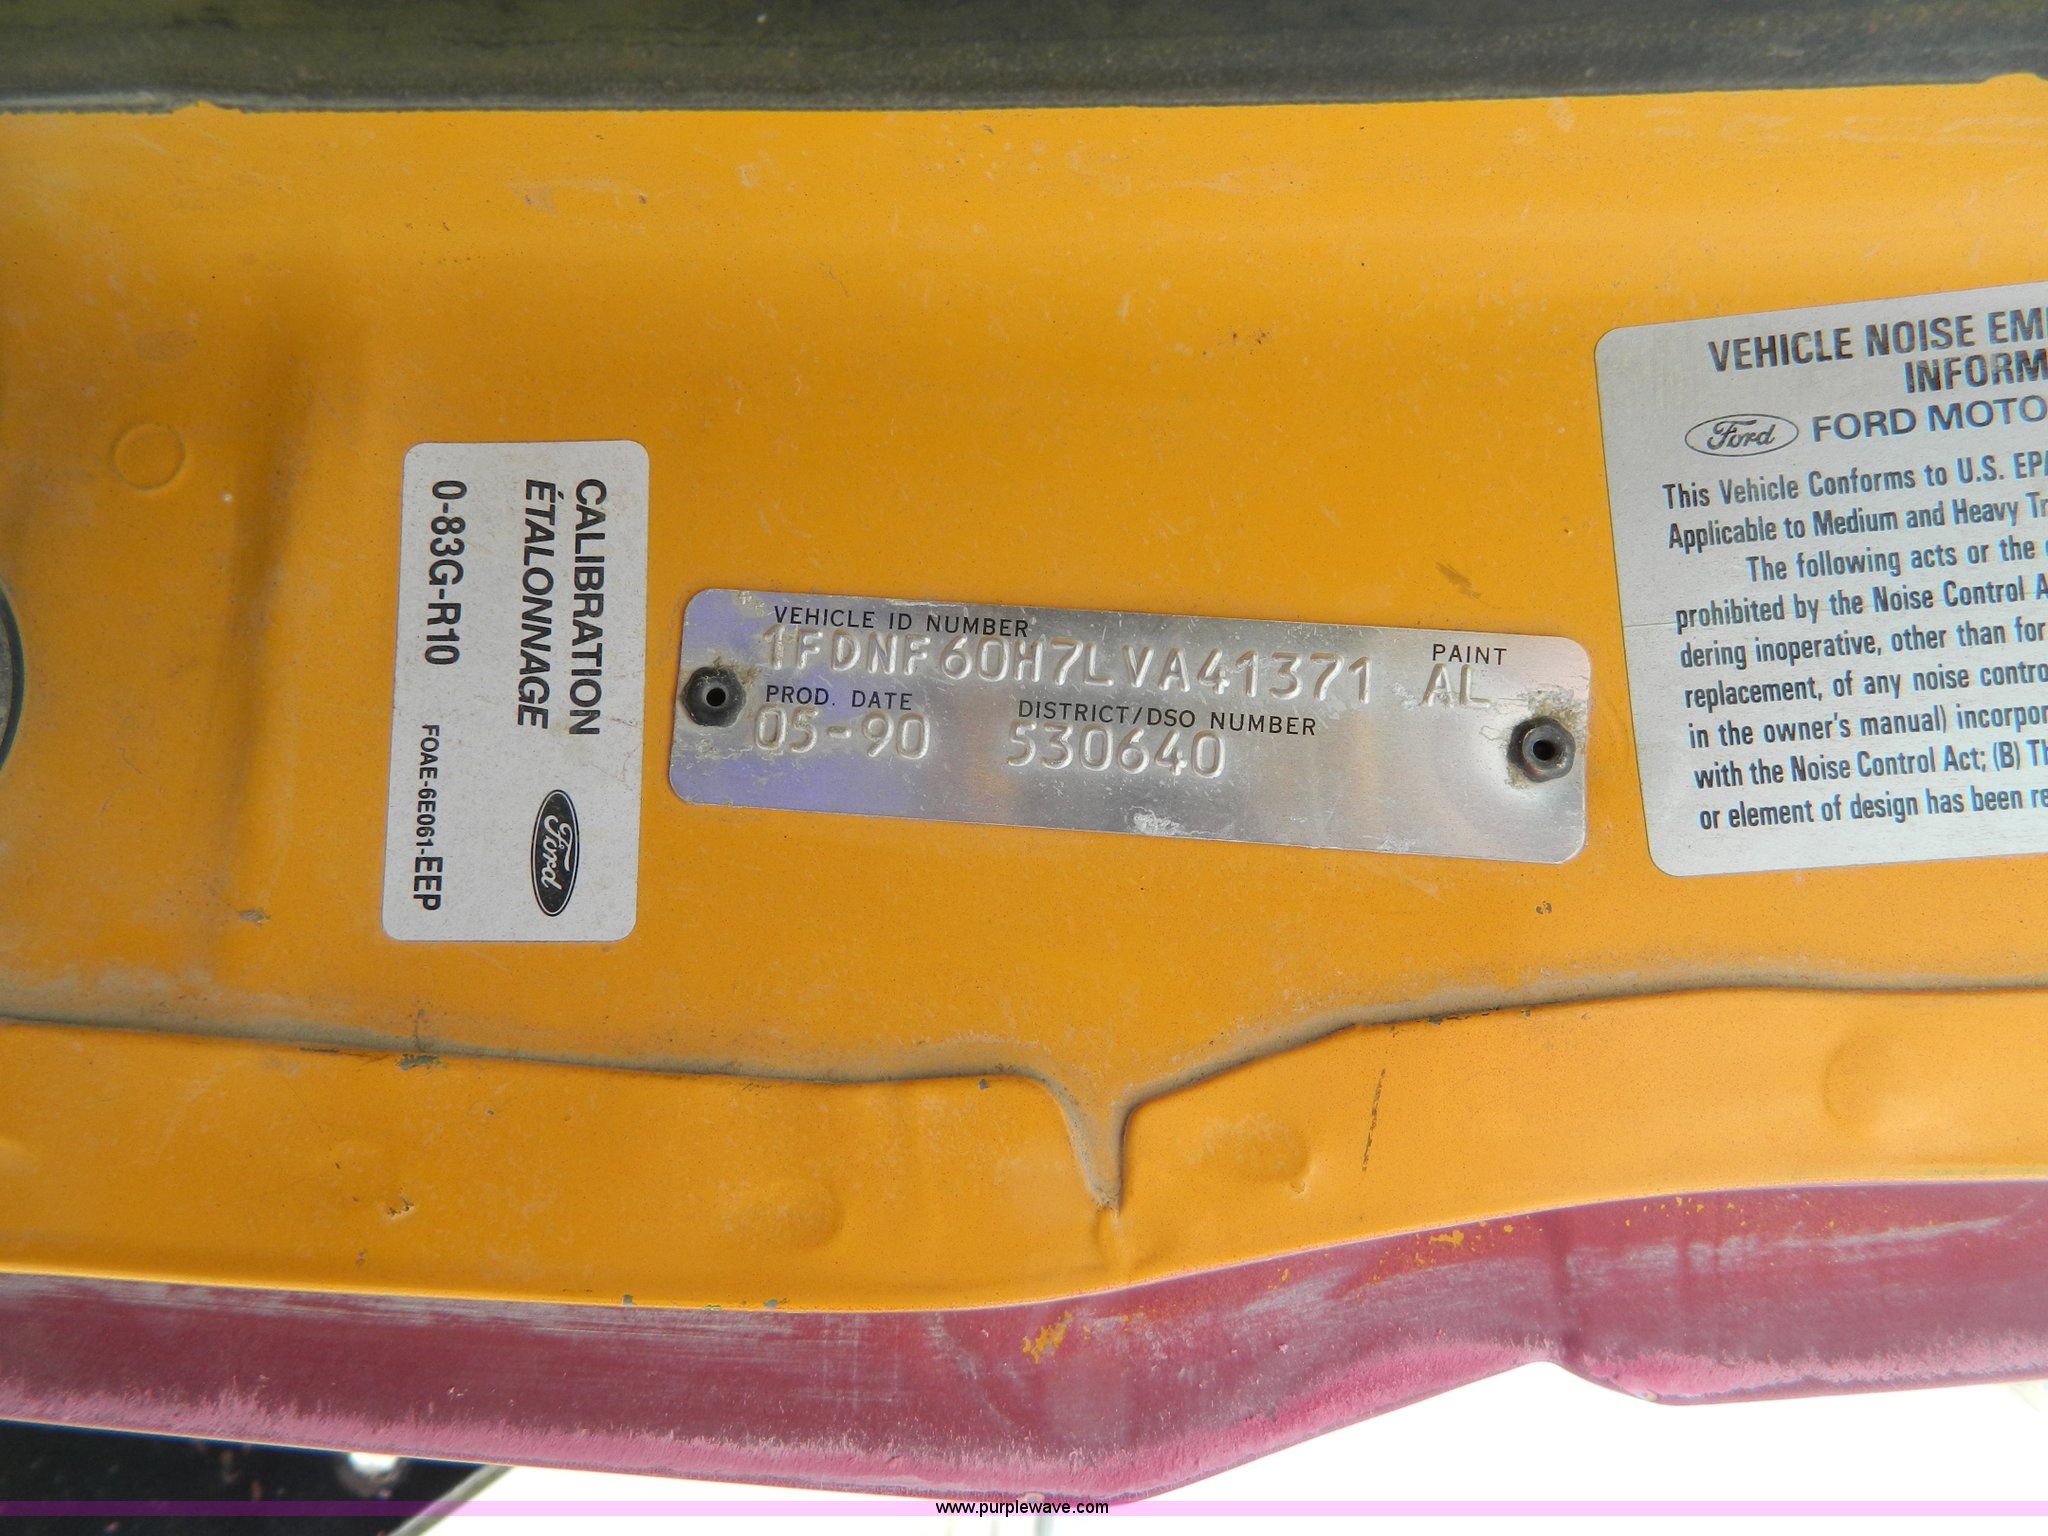 CALIBRATION
ÉTALONNAGE
0-83G-R10
FOAE-6E061-EEP
Ford
VEHICLE ID NUMBER
1FDNF60H7LVA41371
PAINT
AL
PROD. DATE
05-90
DISTRICT/DSO NUMBER
530640
VEHICLE NOISE EMI
INFORM
Ford FORD MOTO
This Vehicle Conforms to U.S. EPA
Applicable to Medium and Heavy Tr
The following acts or the
prohibited by the Noise Control A
dering inoperative, other than for
replacement, of any noise contro
in the owner's manual) incorpor
with the Noise Control Act; (B) Th
or element of design has been re
www.purplewave.com